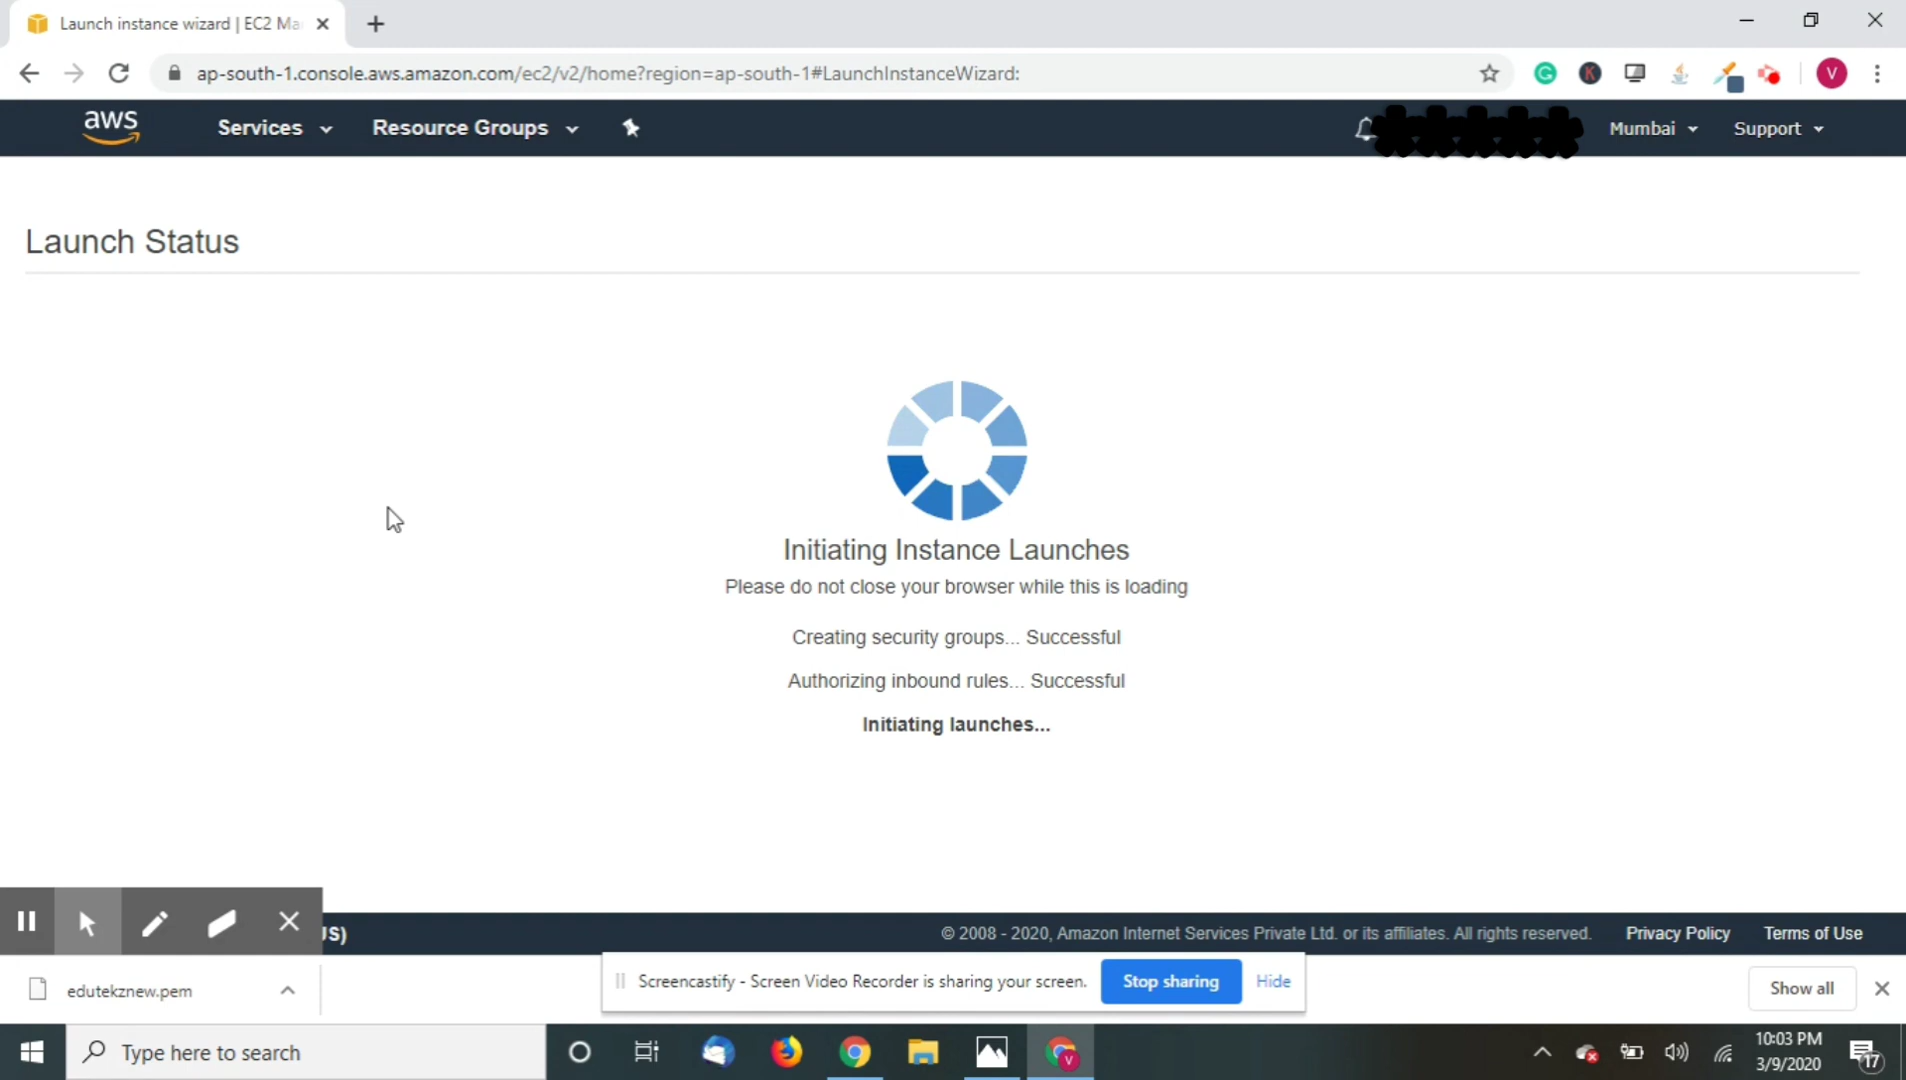 Launch instance wizard | EC2 Ma
ap-south-1.console.aws.amazon.com/ec2/v2/home?region=ap-south-1#LaunchInstanceWizard:
K
V
aws
Services
Resource Groups
Mumbai
Support
Launch Status
Initiating Instance Launches
Please do not close your browser while this is loading
Creating security groups... Successful
Authorizing inbound rules... Successful
Initiating launches...
US)
© 2008 - 2020, Amazon Internet Services Private Ltd. or its affiliates. All rights reserved.
Privacy Policy
Terms of Use
edutekznew.pem
Screencastify - Screen Video Recorder is sharing your screen.
Stop sharing
Hide
Show all
Type here to search
V
10:03 PM
3/9/2020
17